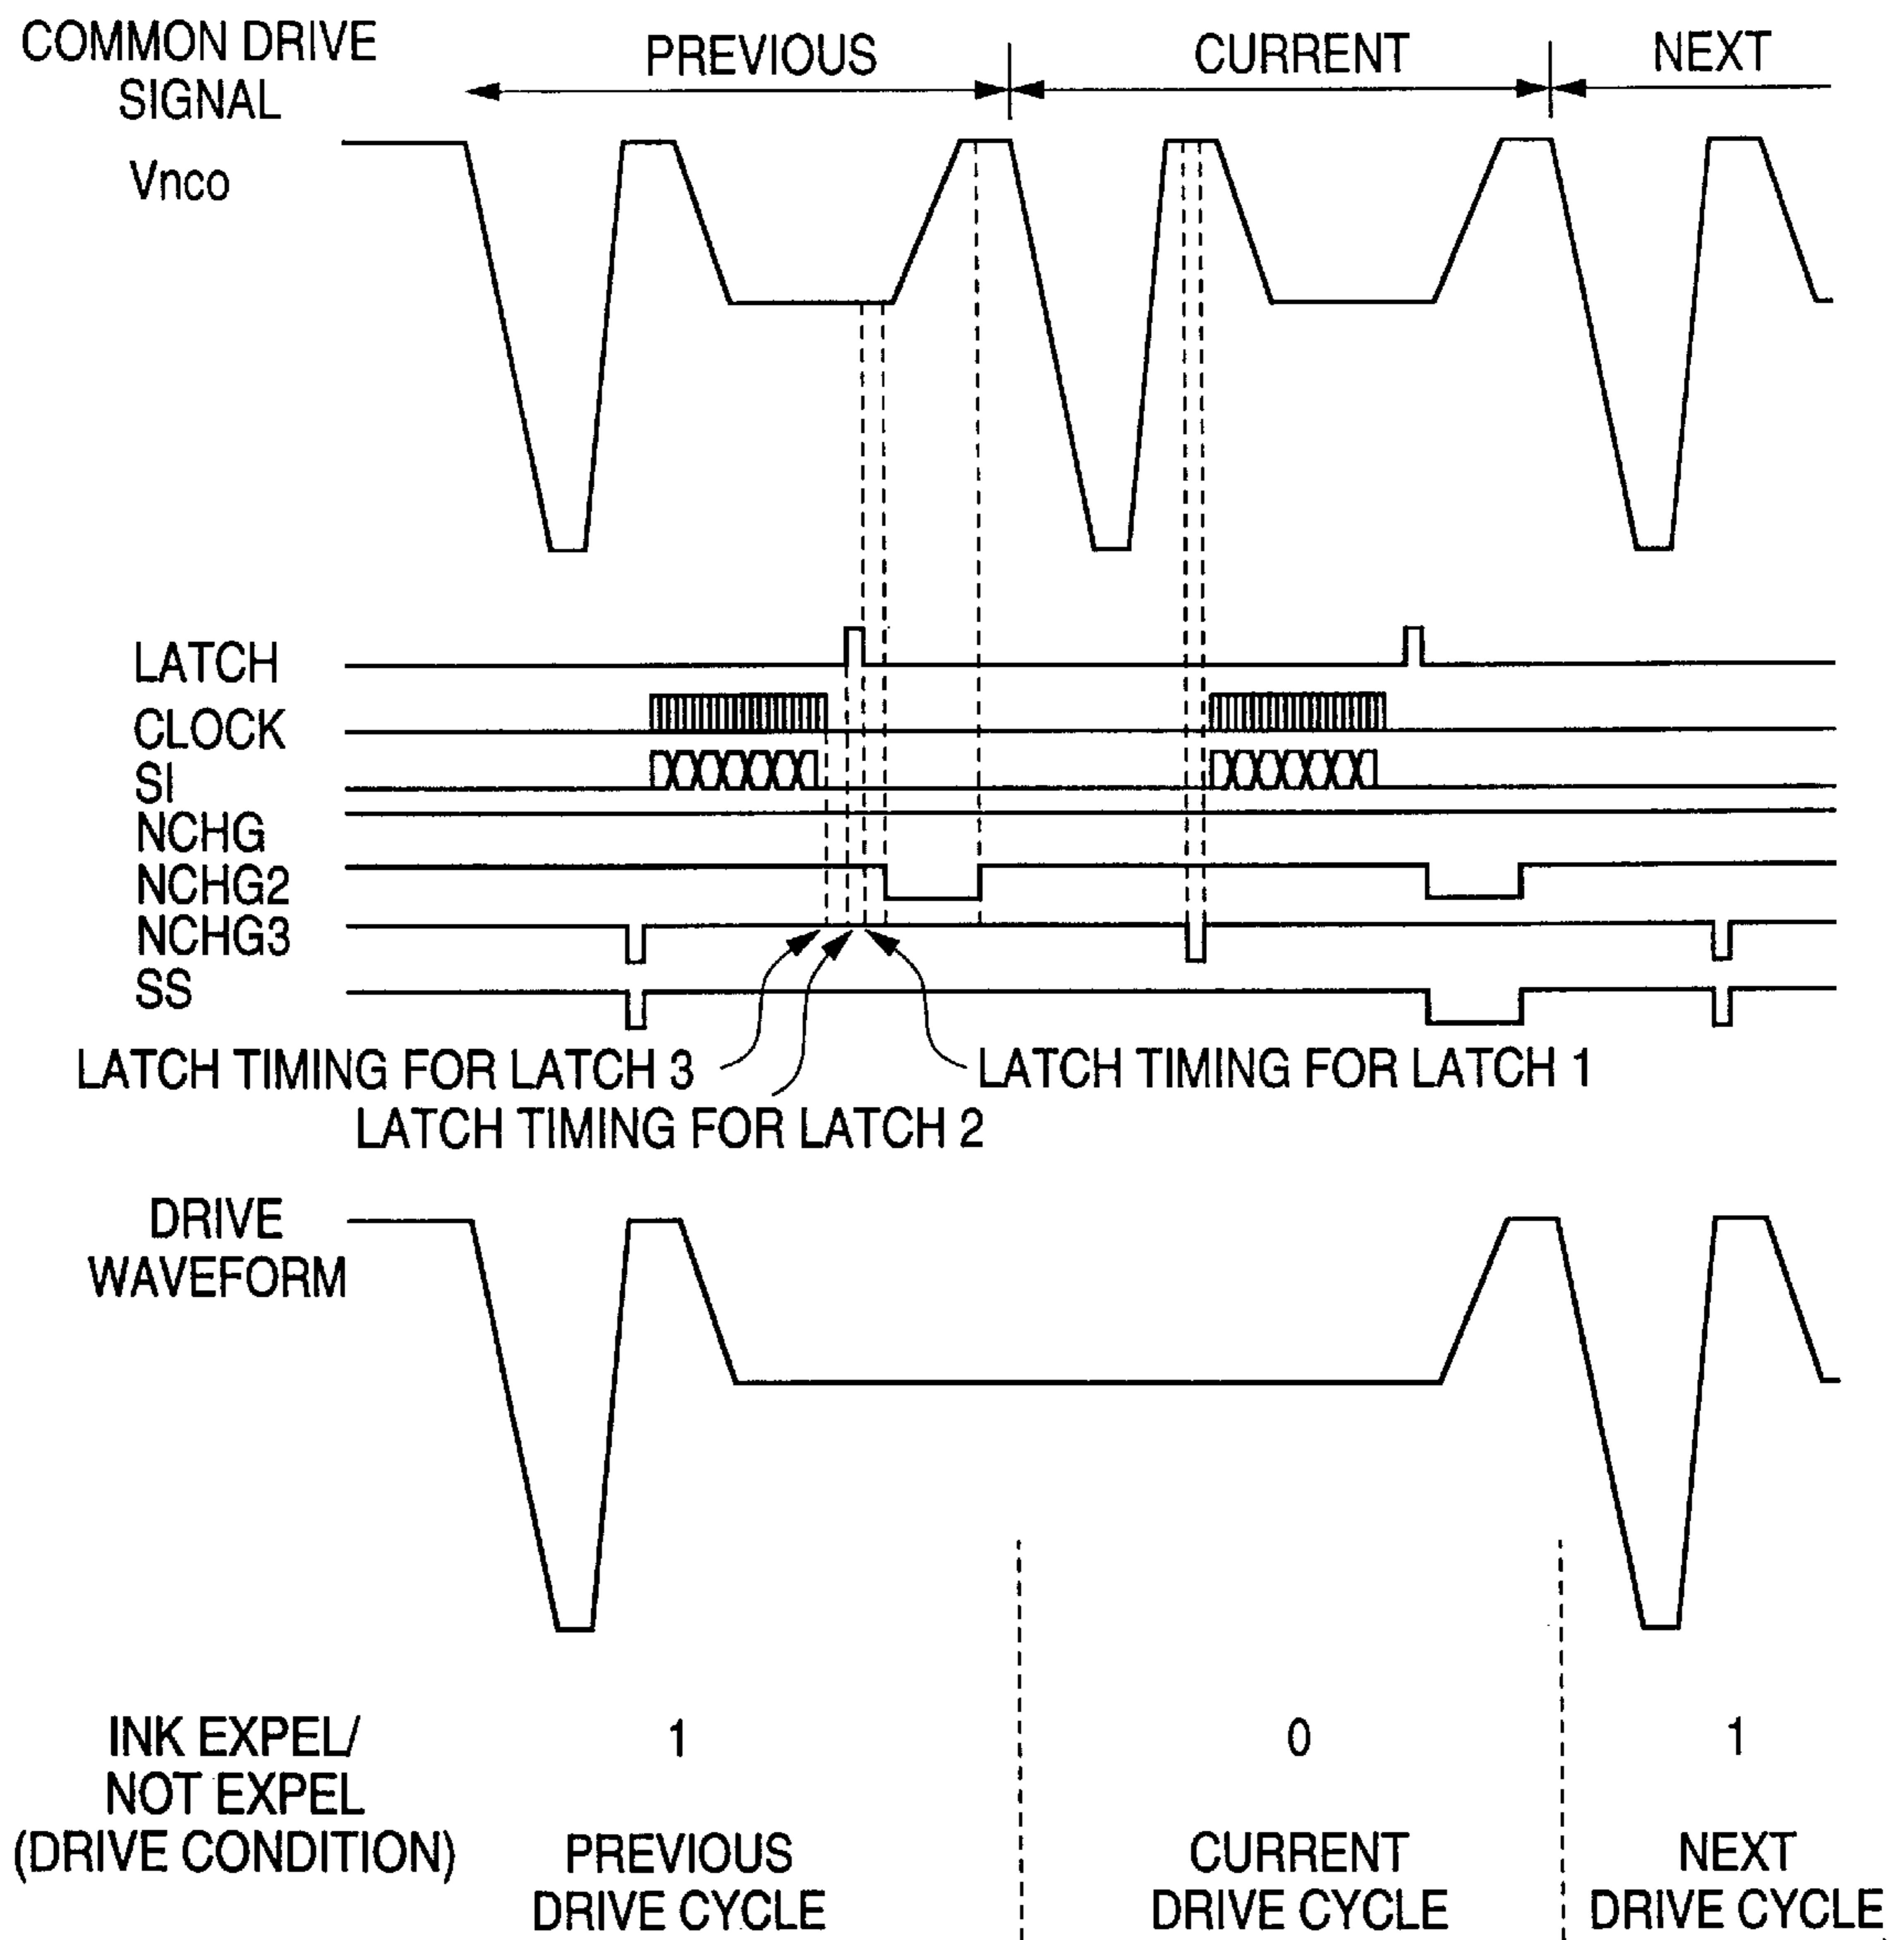 COMMON DRIVE
SIGNAL
PREVIOUS
CURRENT
NEXT
Vnco
LATCH
CLOCK
SI
NCHG
NCHG2
NCHG3
SS
LATCH TIMING FOR LATCH 3
LATCH TIMING FOR LATCH 1
LATCH TIMING FOR LATCH 2
DRIVE
WAVEFORM
INK EXPEL/
NOT EXPEL
(DRIVE CONDITION)
1
0
1
PREVIOUS
DRIVE CYCLE
CURRENT
DRIVE CYCLE
NEXT
DRIVE CYCLE